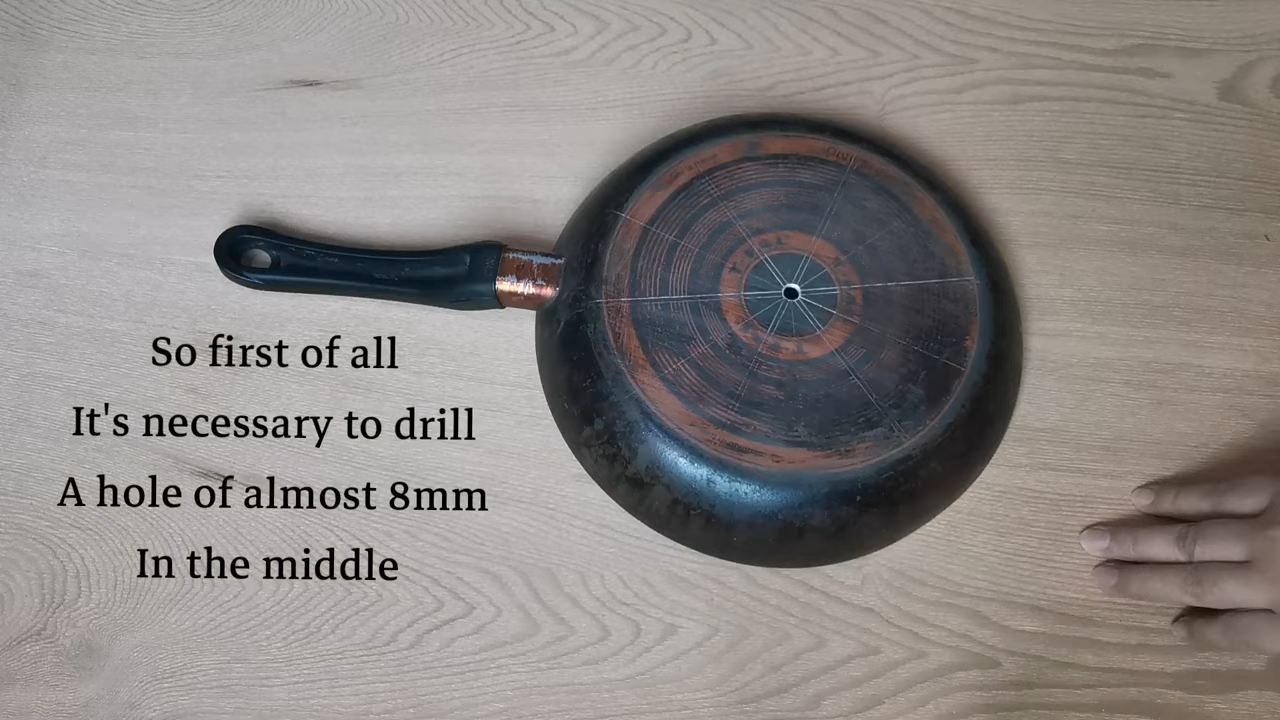 So first of all
It's necessary to drill
A hole of almost 8mm
In the middle